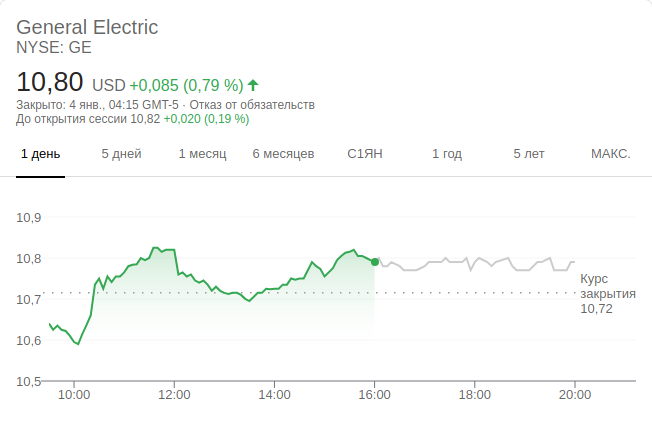 General Electric
NYSE: GE
10,80 USD +0,085 (0,79 %)
Закрыто: 4 янв., 04:15 GMT-5 · Отказ от обязательств
До открытия сессии 10,82 +0,020 (0,19 %)
1 день 5 дней 1 месяц 6 месяцев С1ЯН 1 год 5 лет МАКС.
10,9
10,8
10,7
10,6
10,5
Курс
закрытия
10,72
10:00 12:00 14:00 16:00 18:00 20:00